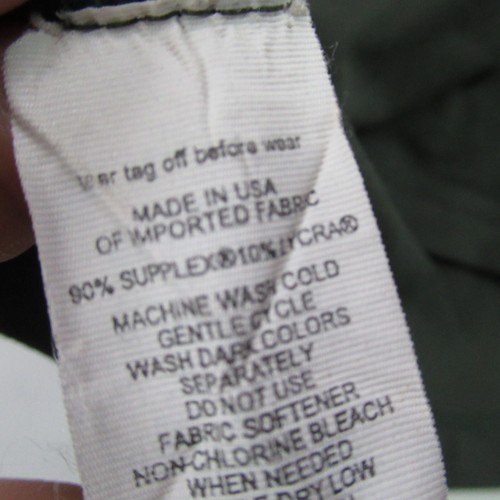 tag off before wear
MADE IN USA
OF IMPORTED FABRIC
90% SUPPLEX® 10% LYCRA®
MACHINE WASH COLD
GENTLE CYCLE
WASH DARK COLORS
SEPARATELY
DO NOT USE
FABRIC SOFTENER
NON-CHLORINE BLEACH
WHEN NEEDED
DRY LOW